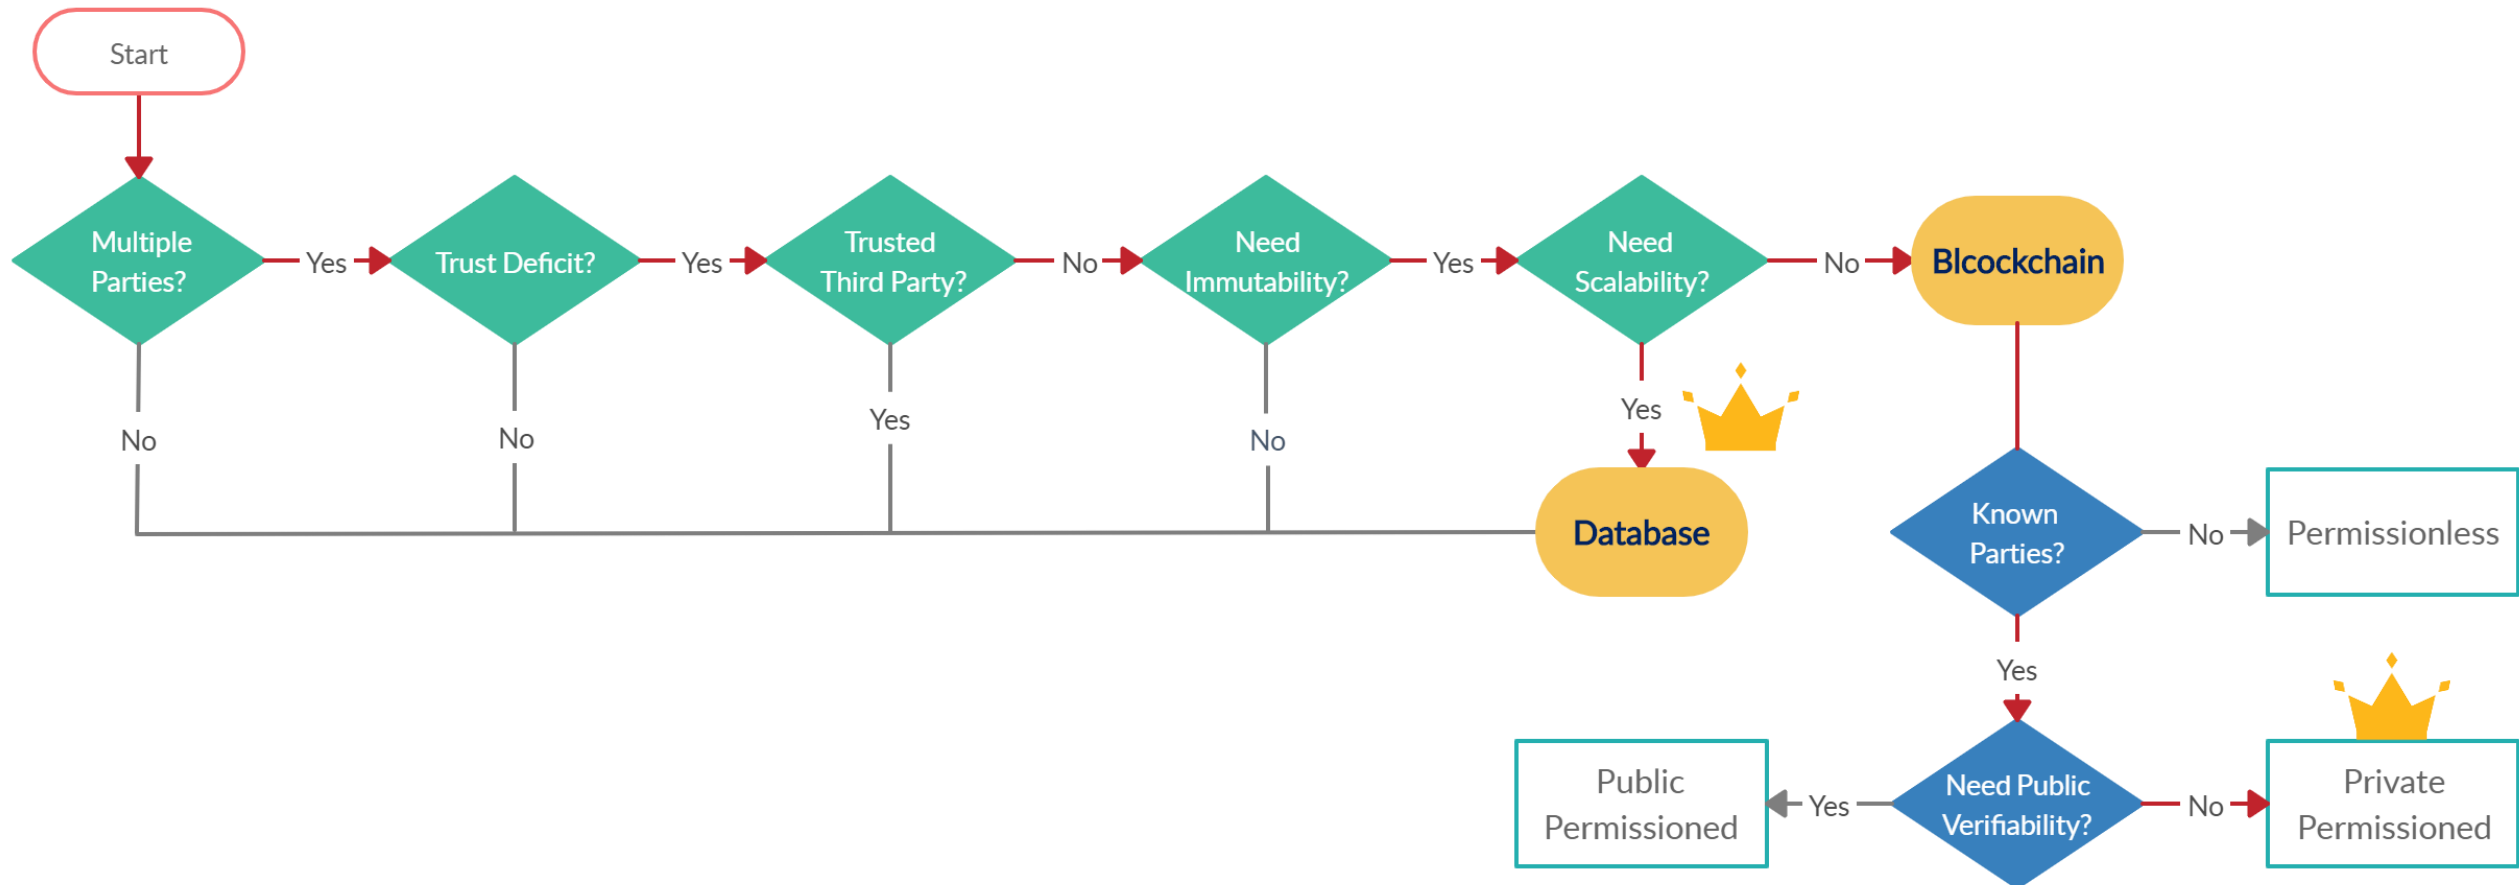 Start
Multiple
Parties?
Yes
Trust Deficit?
Yes
Trusted
Third Party?
No
Need
Immutability?
Yes
Need
Scalability?
No
Blcockchain
No
No
Yes
No
Yes
Database
Known
Parties?
No
Permissionless
Yes
Public
Permissioned
Yes
Need Public
Verifiability?
No
Private
Permissioned